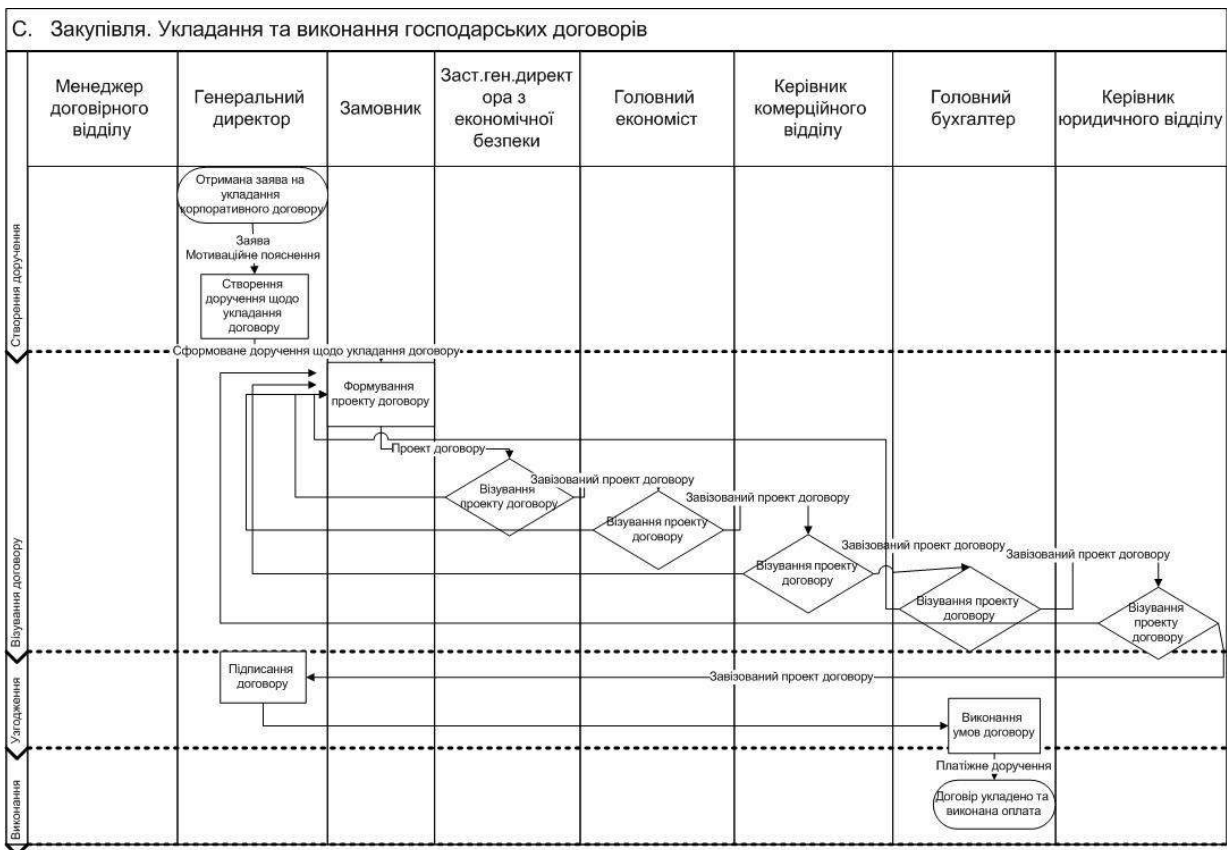 С. Закупівля. Укладання та виконання господарських договорів
Менеджер
договірного
відділу
Генеральний
директор
Замовник
Заст.ген.директ
ора з
економічної
безпеки
Головний
економіст
Керівник
комерційного
відділу
Головний
бухгалтер
Керівник
юридичного відділу
Створення доручення
Отримана заява на
укладання
корпоративного договору
Заява
Мотиваційне пояснення
Створення
доручення щодо
укладання
договору
Сформоване доручення щодо укладання договору
Візування договору
Формування
проекту договору
Проект договору
Візування
проекту договору
Завізований проект договору
Візування проекту
договору
Завізований проект договору
Візування проекту
договору
Завізований проект договору
Візування проекту
договору
Завізований проект договору
Візування
проекту
договору
Узгодження
Підписання
договору
Завізований проект договору
Виконання
умов договору
Виконання
Платіжне доручення
Договір укладено та
виконана оплата